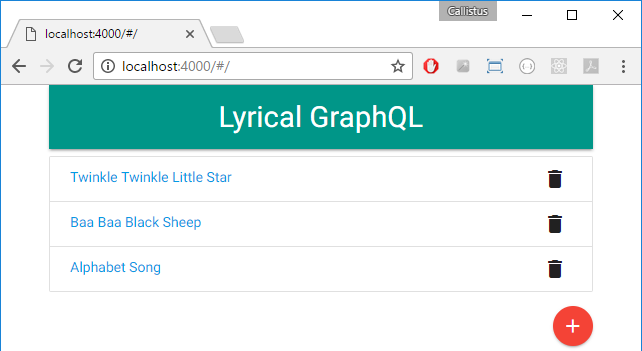 Callistus
localhost:4000/#/
localhost:4000/#/
Lyrical GraphQL
Twinkle Twinkle Little Star
Baa Baa Black Sheep
Alphabet Song